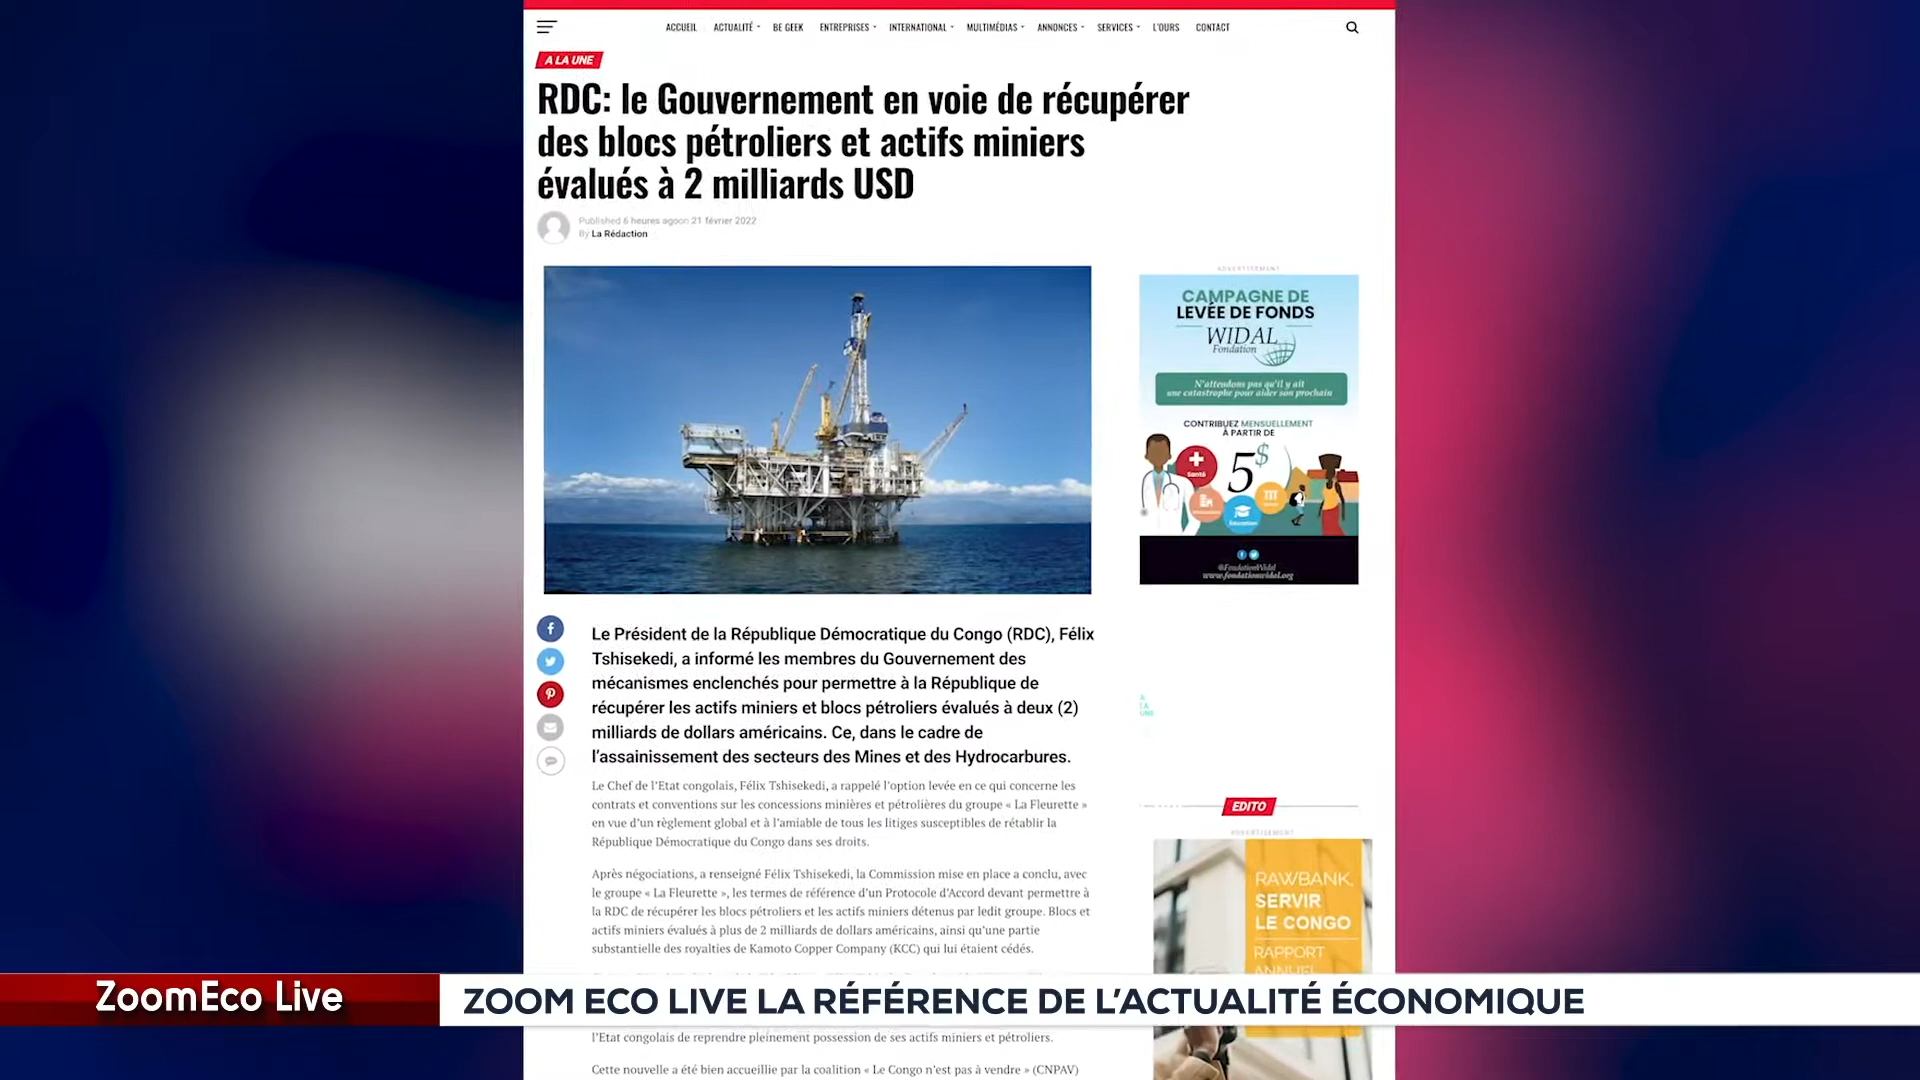 ACCUEIL ACTUALITÉ BE GEEK ENTREPRISES INTERNATIONAL MULTIMÉDIAS ANNONCES SERVICES L'OURS CONTACT
A LA UNE
RDC: le Gouvernement en voie de récupérer
des blocs pétroliers et actifs miniers
évalués à 2 milliards USD
Published 6 heures agoon 21 février 2022
By La Rédaction
ADVERTISEMENT
CAMPAGNE DE
LEVÉE DE FONDS
WIDAL
Fondation
N'attendons pas qu'il y ait
une catastrophe pour aider son prochain
CONTRIBUEZ MENSUELLEMENT
À PARTIR DE
5$
Santé
Éducation
@FondationWidal
www.fondationwidal.org
Le Président de la République Démocratique du Congo (RDC), Félix
Tshisekedi, a informé les membres du Gouvernement des
mécanismes enclenchés pour permettre à la République de
récupérer les actifs miniers et blocs pétroliers évalués à deux (2)
milliards de dollars américains. Ce, dans le cadre de
l'assainissement des secteurs des Mines et des Hydrocarbures.
Le Chef de l'Etat congolais, Félix Tshisekedi, a rappelé l'option levée en ce qui concerne les
contrats et conventions sur les concessions minières et pétrolières du groupe « La Fleurette »
en vue d'un règlement global et à l'amiable de tous les litiges susceptibles de rétablir la
République Démocratique du Congo dans ses droits.
Après négociations, a renseigné Félix Tshisekedi, la Commission mise en place a conclu, avec
le groupe « La Fleurette », les termes de référence d'un Protocole d'Accord devant permettre à
la RDC de récupérer les blocs pétroliers et les actifs miniers détenus par ledit groupe. Blocs et
actifs miniers évalués à plus de 2 milliards de dollars américains, ainsi qu'une partie
substantielle des royalties de Kamoto Copper Company (KCC) qui lui étaient cédés.
A
LA
UNE
EDITO
ADVERTISEMENT
RAWBANK,
SERVIR
LE CONGO
RAPPORT
ANNUEL
ZoomEco Live
ZOOM ECO LIVE LA RÉFÉRENCE DE L'ACTUALITÉ ÉCONOMIQUE
l'Etat congolais de reprendre pleinement possession de ses actifs miniers et pétroliers.
Cette nouvelle a été bien accueillie par la coalition « Le Congo n'est pas à vendre » (CNPAV)